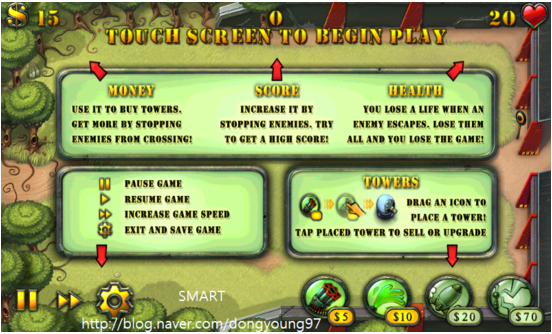 $ 15
0
20
TOUCH SCREEN TO BEGIN PLAY
MONEY
USE IT TO BUY TOWERS.
GET MORE BY STOPPING
ENEMIES FROM CROSSING!
SCORE
INCREASE IT BY
STOPPING ENEMIES. TRY
TO GET A HIGH SCORE!
HEALTH
YOU LOSE A LIFE WHEN AN
ENEMY ESCAPES. LOSE THEM
ALL AND YOU LOSE THE GAME!
PAUSE GAME
RESUME GAME
INCREASE GAME SPEED
EXIT AND SAVE GAME
TOWERS
DRAG AN ICON TO
PLACE A TOWER!
TAP PLACED TOWER TO SELL OR UPGRADE
SMART
http://blog.naver.com/dongyoung97
$5
$10
$20
$70